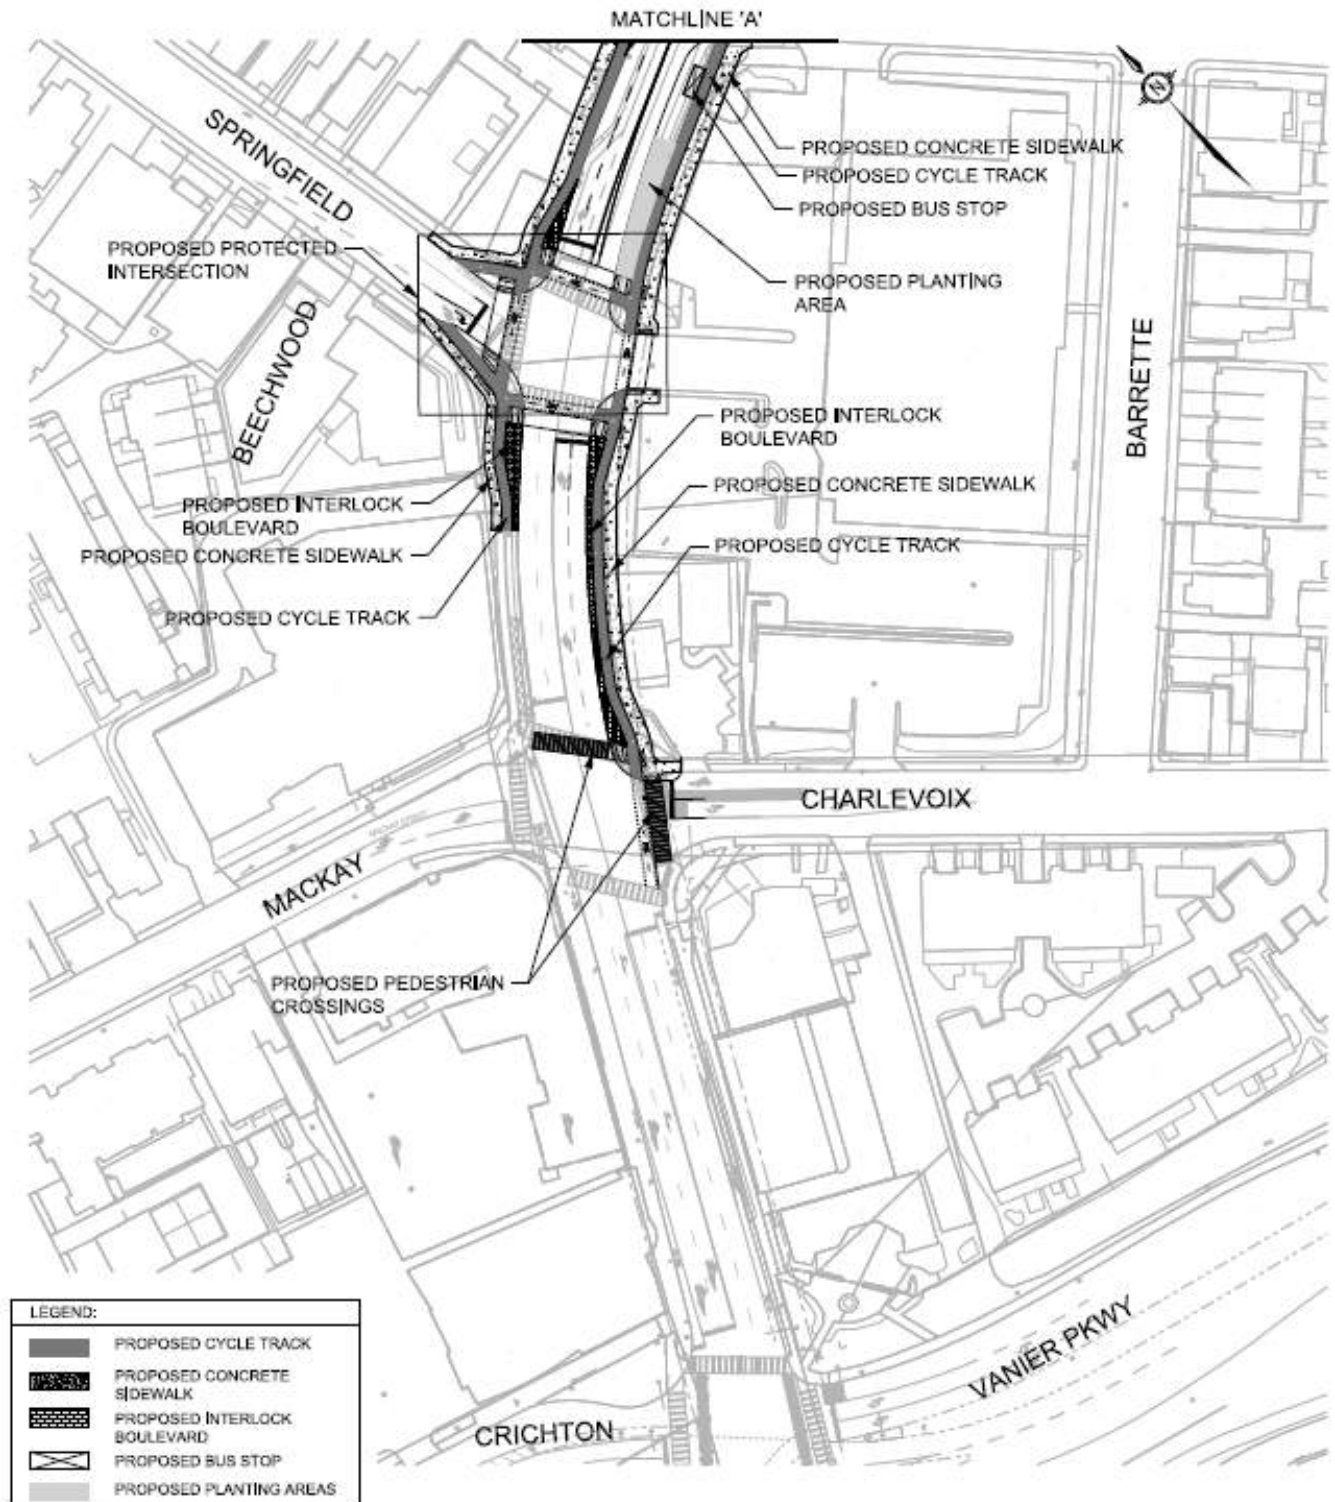 MATCHLINE 'A'
N
SPRINGFIELD
PROPOSED CONCRETE SIDEWALK
PROPOSED CYCLE TRACK
PROPOSED BUS STOP
PROPOSED PROTECTED
INTERSECTION
PROPOSED PLANTING
AREA
BEECHWOOD
BARRETTE
PROPOSED INTERLOCK
BOULEVARD
PROPOSED CONCRETE SIDEWALK
PROPOSED INTERLOCK
BOULEVARD
PROPOSED CYCLE TRACK
PROPOSED CONCRETE SIDEWALK
PROPOSED CYCLE TRACK
CHARLEVOIX
MACKAY
PROPOSED PEDESTRIAN
CROSSINGS
VANIER PKWY
CRICHTON
LEGEND:
PROPOSED CYCLE TRACK
PROPOSED CONCRETE
SIDEWALK
PROPOSED INTERLOCK
BOULEVARD
PROPOSED BUS STOP
PROPOSED PLANTING AREAS